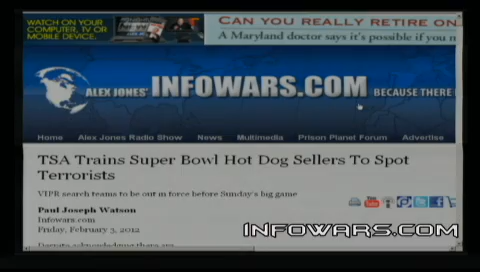 WATCH ON YOUR
COMPUTER, TV OR
MOBILE DEVICE.
CAN YOU REALLY RETIRE ON
A Maryland doctor says it's possible if you
ALEX JONES' INFOWARS.COM BECAUSE THERE
Home Alex Jones Radio Show News Multimedia Prison Planet Forum Advertise
TSA Trains Super Bowl Hot Dog Sellers To Spot
Terrorists
VIPR search teams to be out in force before Sunday's big game
Paul Joseph Watson
Infowars.com
Friday, February 3, 2012
INFOWARS.COM